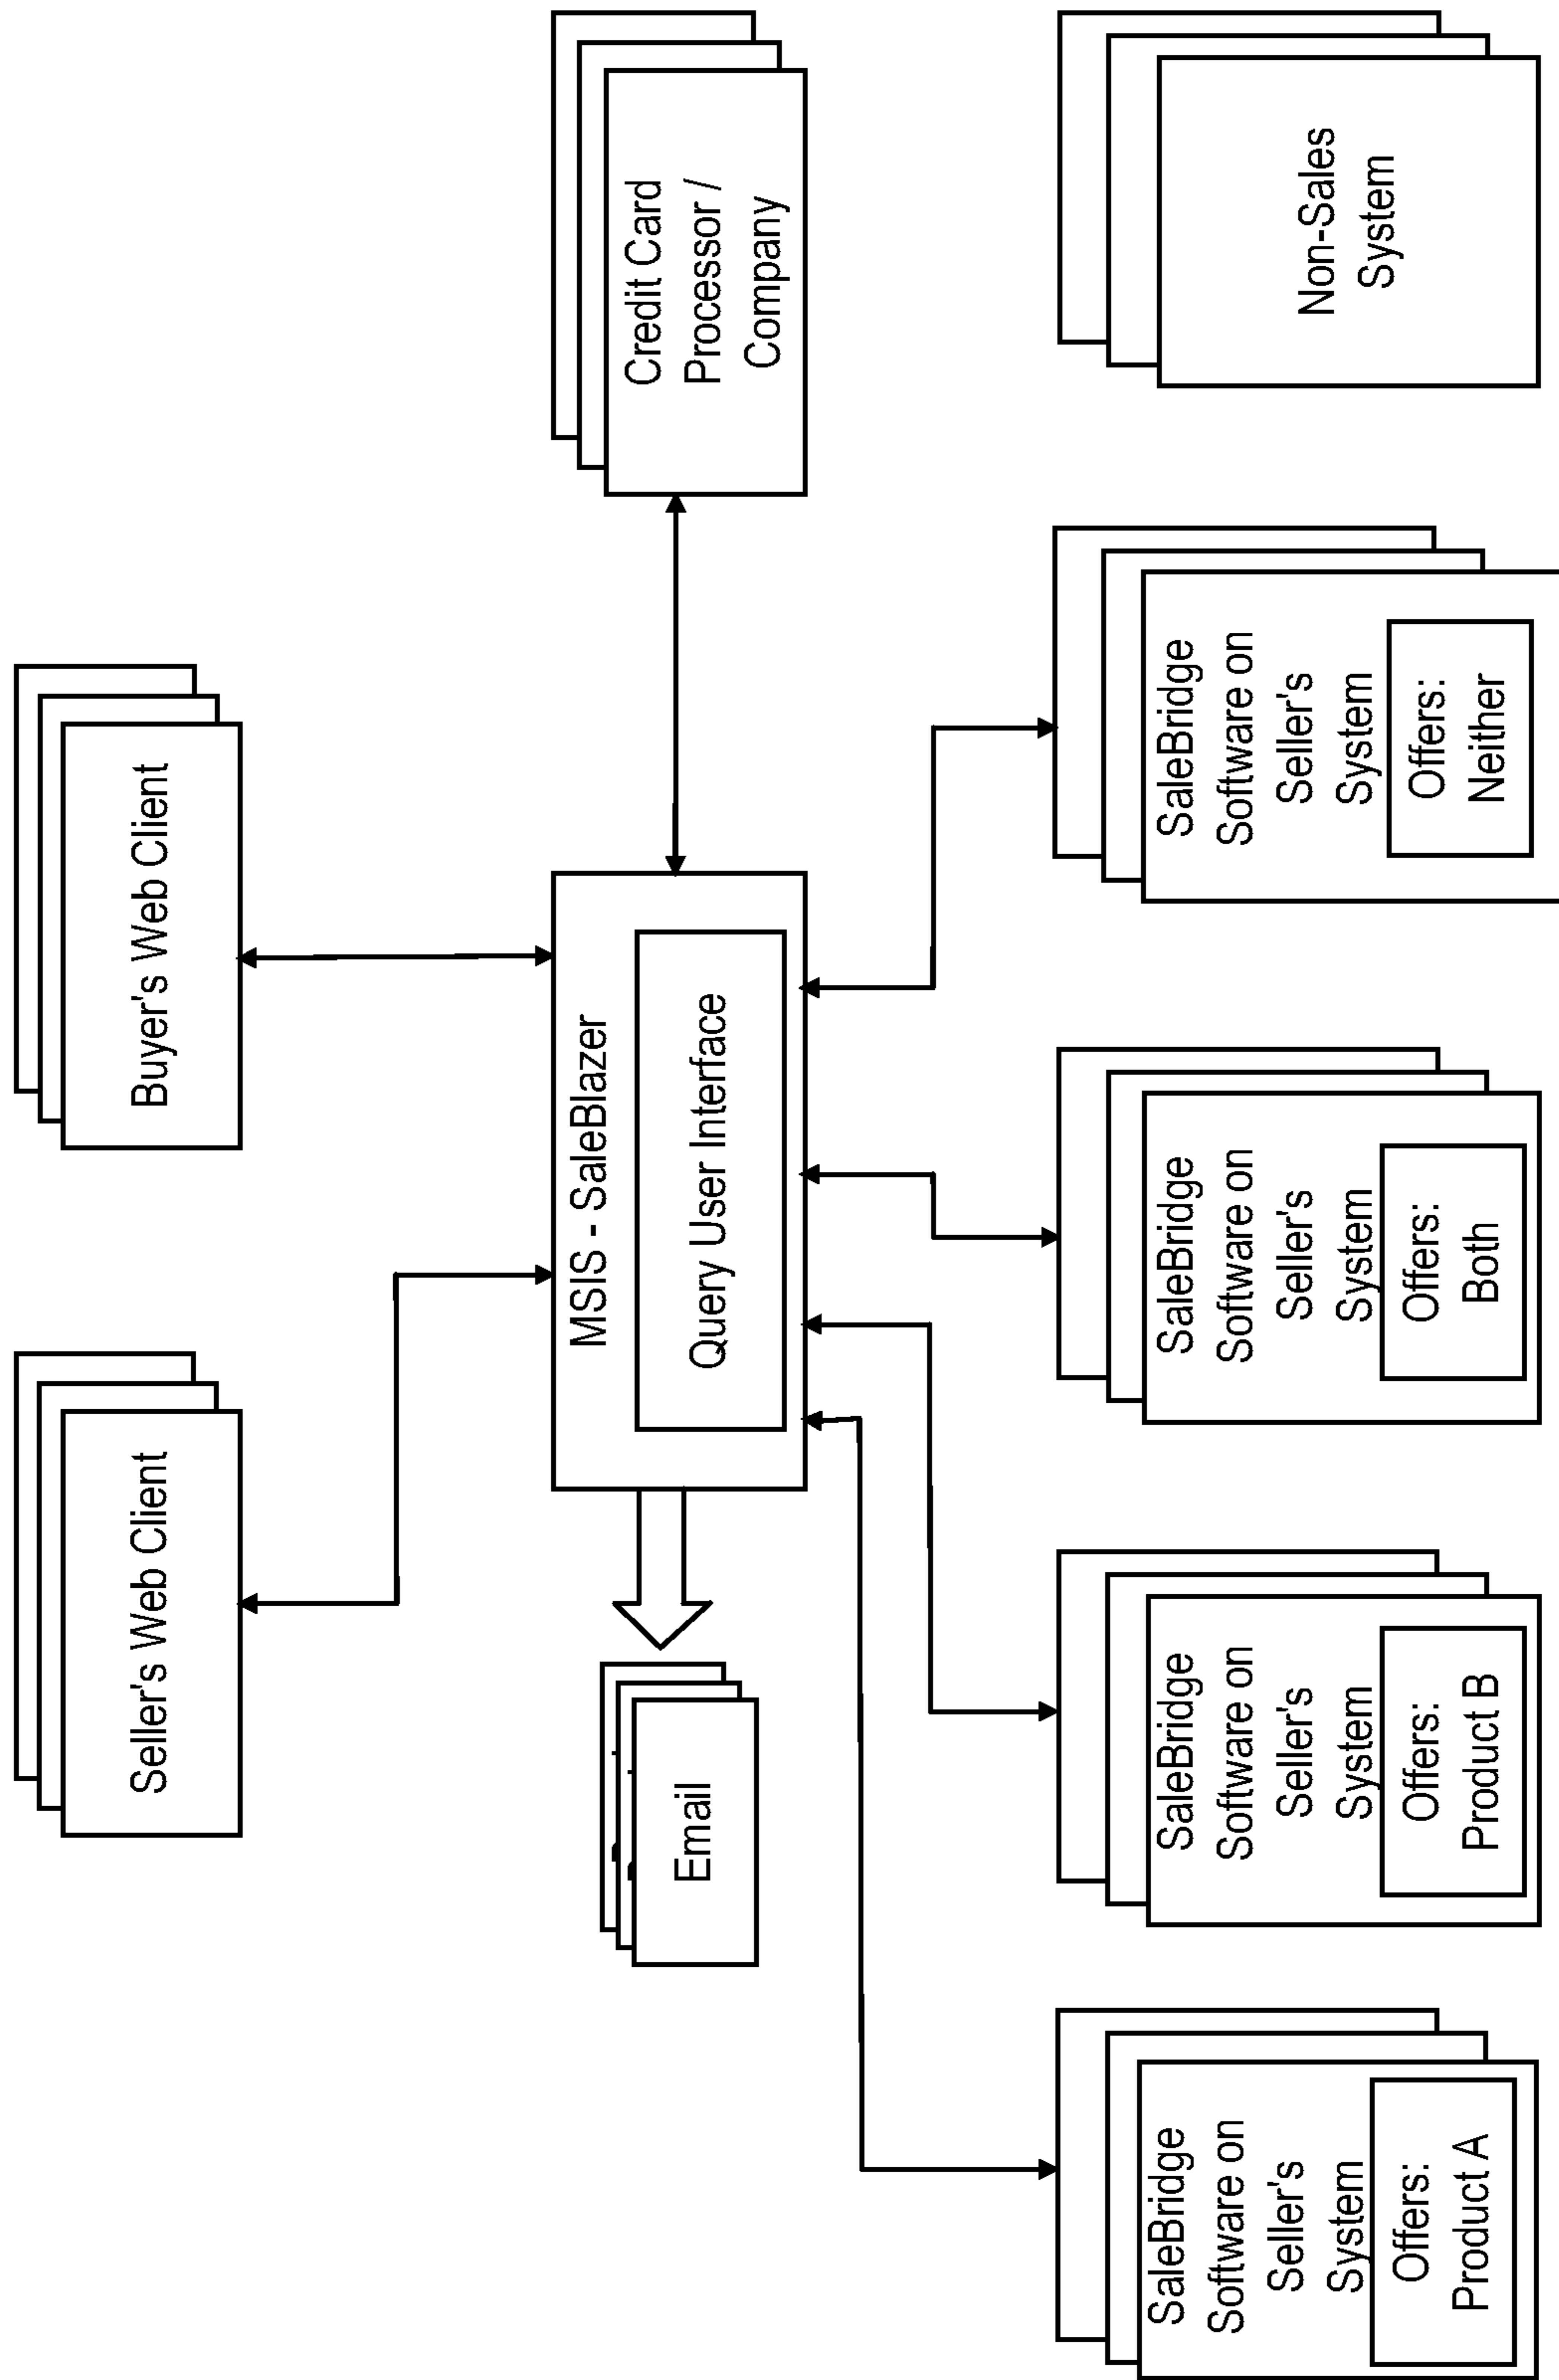 Seller's Web Client
Buyer's Web Client
MSIS - SaleBlazer
Query User Interface
Email
Credit Card
Processor /
Company
SaleBridge
Software on
Seller's
System
Offers:
Product A
SaleBridge
Software on
Seller's
System
Offers:
Product B
SaleBridge
Software on
Seller's
System
Offers:
Both
SaleBridge
Software on
Seller's
System
Offers:
Neither
Non-Sales
System